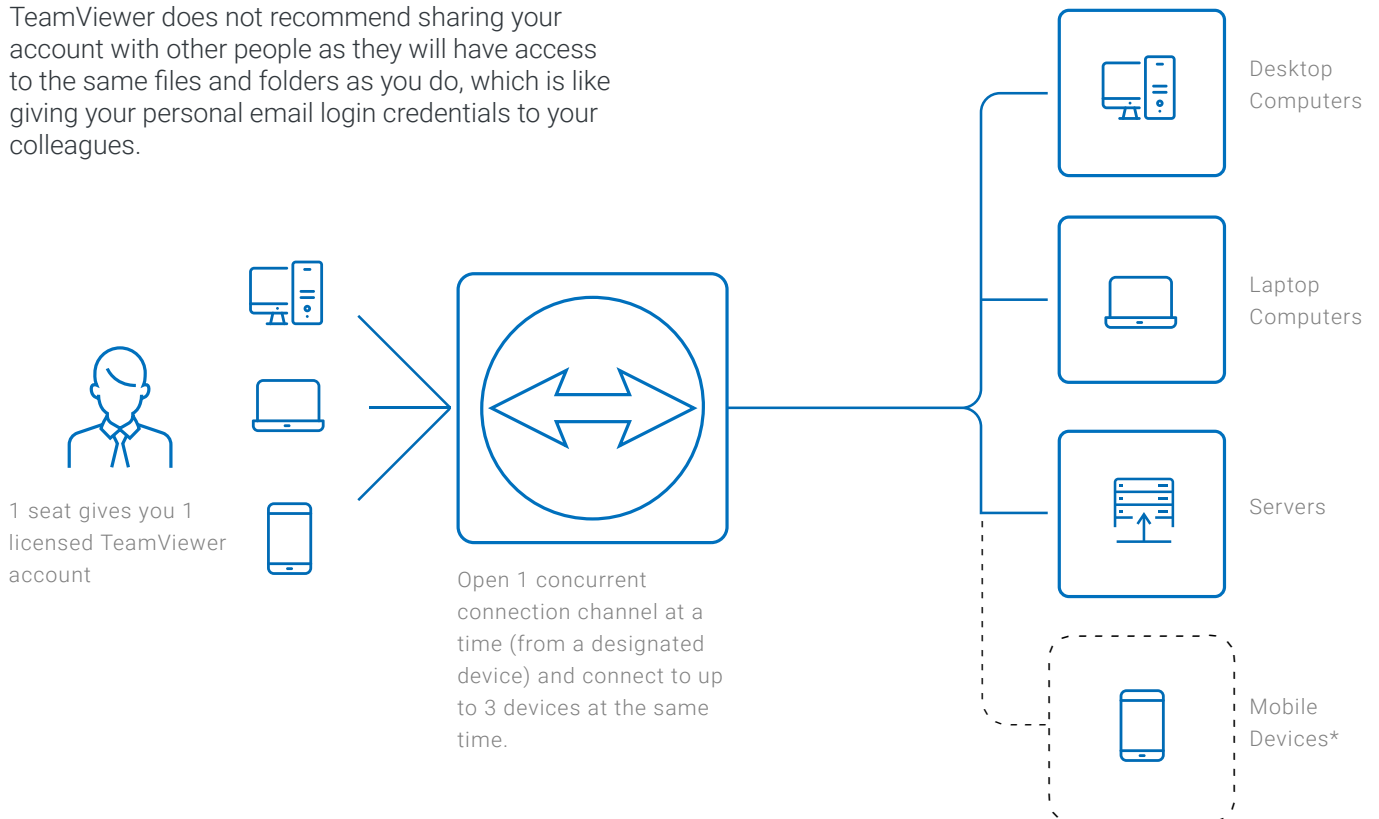 TeamViewer does not recommend sharing your
account with other people as they will have access
to the same files and folders as you do, which is like
giving your personal email login credentials to your
colleagues.
1 seat gives you 1
licensed TeamViewer
account
Open 1 concurrent
connection channel at a
time (from a designated
device) and connect to up
to 3 devices at the same
time.
Desktop
Computers
Laptop
Computers
Servers
Mobile
Devices*